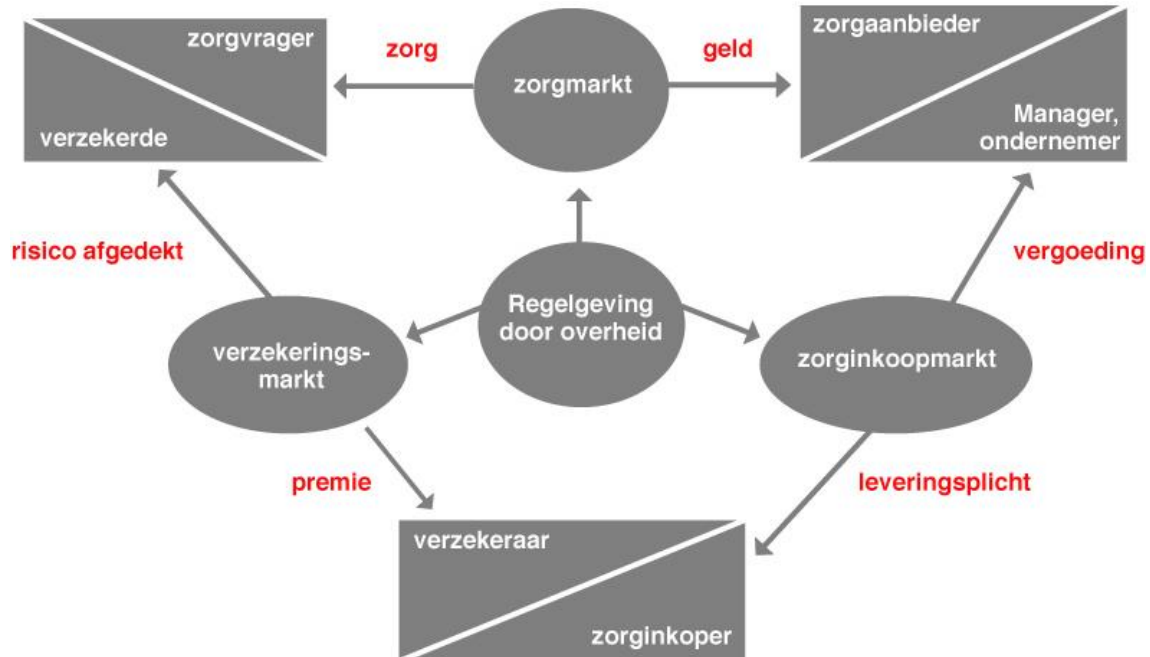 zorgvrager
verzekerde
zorg
zorgmarkt
geld
zorgaanbieder
Manager,
ondernemer
risico afgedekt
Regelgeving
door overheid
vergoeding
verzekerings-
markt
zorginkoopmarkt
premie
leveringsplicht
verzekeraar
zorginkoper